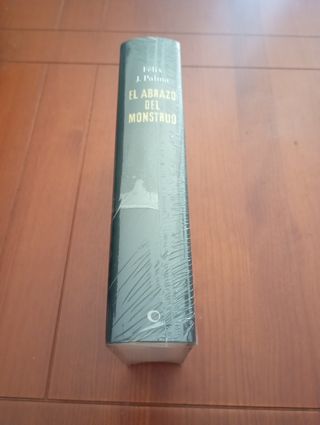 Félix
J. Palma
EL ABRAZO
DEL
MONSTRUO